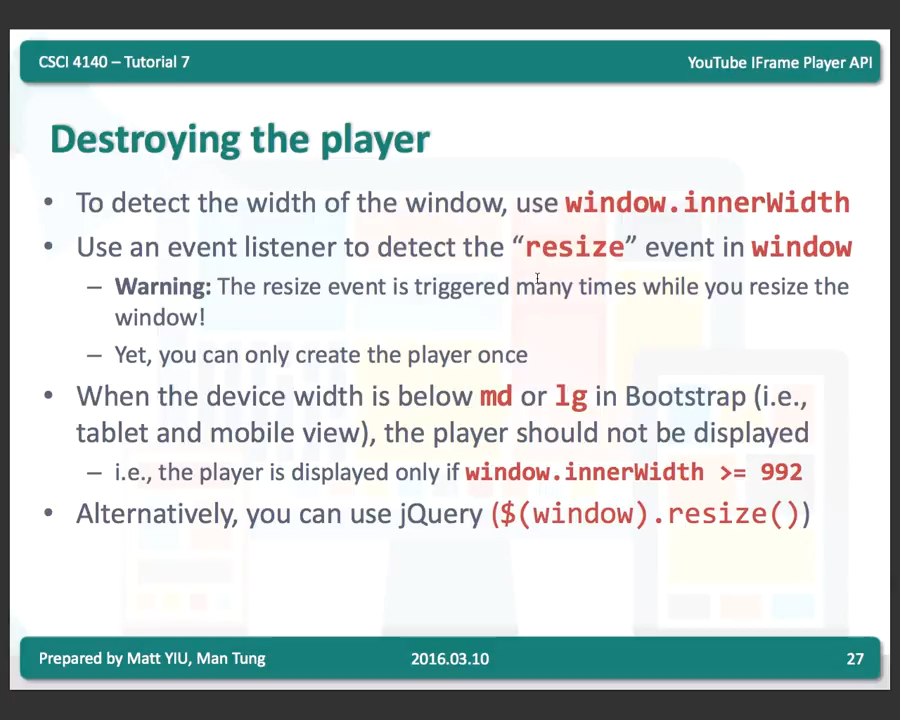 CSCI 4140 – Tutorial 7
YouTube IFrame Player API
Destroying the player
• To detect the width of the window, use window.innerWidth
• Use an event listener to detect the “resize” event in window
– Warning: The resize event is triggered many times while you resize the
window!
– Yet, you can only create the player once
• When the device width is below md or lg in Bootstrap (i.e.,
tablet and mobile view), the player should not be displayed
– i.e., the player is displayed only if window.innerWidth >= 992
• Alternatively, you can use jQuery ($(window).resize())
Prepared by Matt YIU, Man Tung
2016.03.10
27